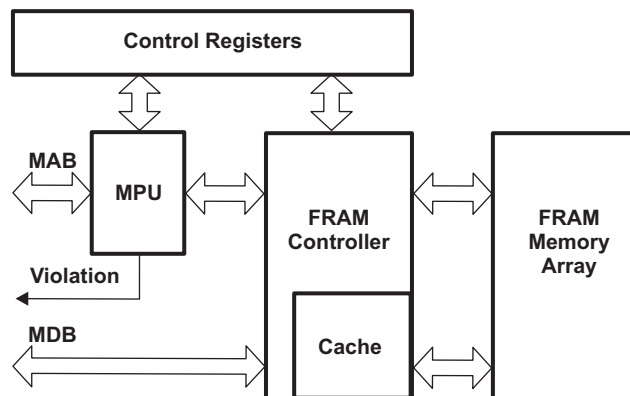 Control Registers
MAB
MPU
FRAM
Controller
FRAM
Memory
Array
Violation
MDB
Cache